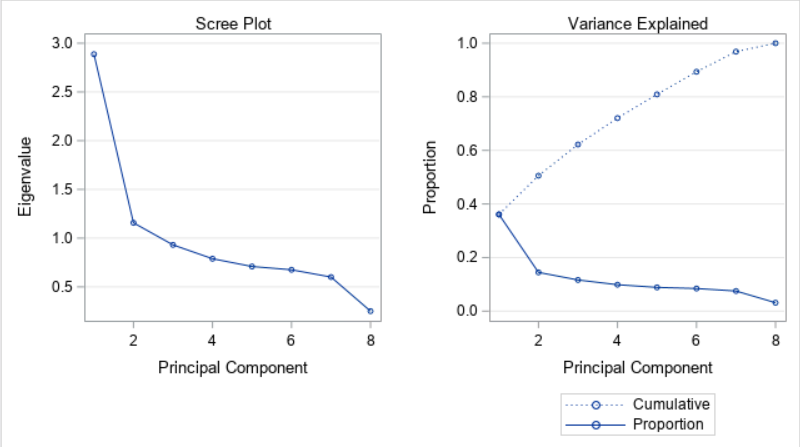 Scree Plot
3.0
2.5
2.0
1.5
1.0
0.5
Eigenvalue
2 4 6 8
Principal Component
Variance Explained
1.0
0.8
0.6
0.4
0.2
0.0
Proportion
2 4 6 8
Principal Component
Cumulative
Proportion